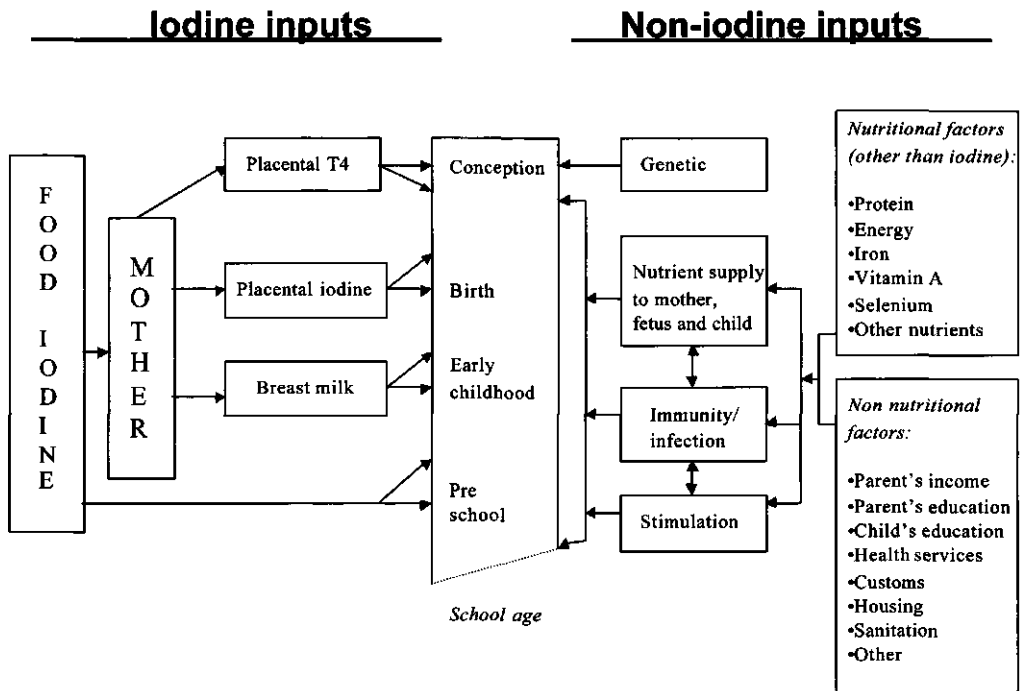 Iodine inputs
Non-iodine inputs
FOOD IODINE
MOTHER
Placental T4
Placental iodine
Breast milk
Conception
Birth
Early
childhood
Pre
school
School age
Genetic
Nutrient supply
to mother,
fetus and child
Immunity/
infection
Stimulation
Nutritional factors
(other than iodine):
•Protein
•Energy
•Iron
•Vitamin A
•Selenium
•Other nutrients
Non nutritional
factors:
•Parent's income
•Parent's education
•Child's education
•Health services
•Customs
•Housing
•Sanitation
•Other